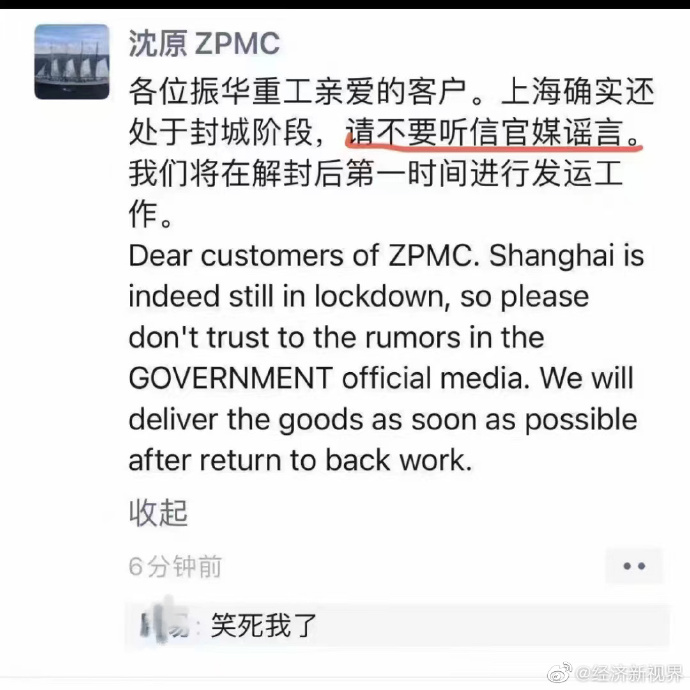 沈原 ZPMC
各位振华重工亲爱的客户。上海确实还
处于封城阶段，请不要听信官媒谣言。
我们将在解封后第一时间进行发运工
作。
Dear customers of ZPMC. Shanghai is
indeed still in lockdown, so please
don't trust to the rumors in the
GOVERNMENT official media. We will
deliver the goods as soon as possible
after return to back work.
收起
6分钟前
易: 笑死我了
@经济新视界